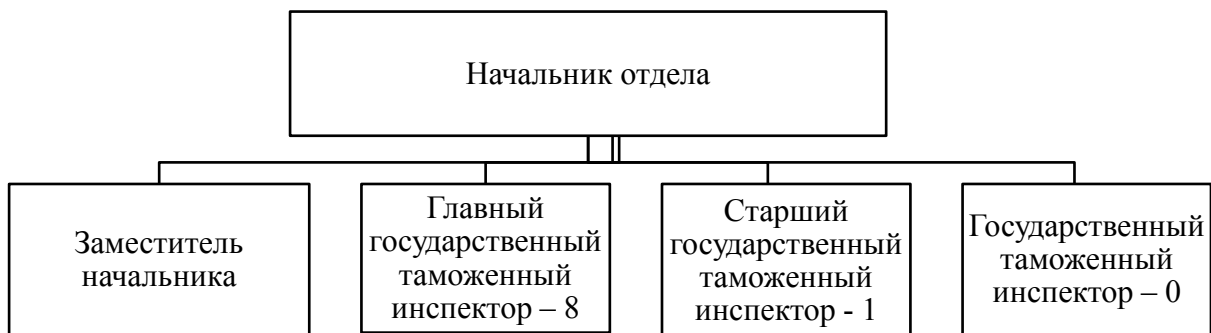 Начальник отдела
Заместитель
начальника
Главный
государственный
таможенный
инспектор – 8
Старший
государственный
таможенный
инспектор - 1
Государственный
таможенный
инспектор – 0